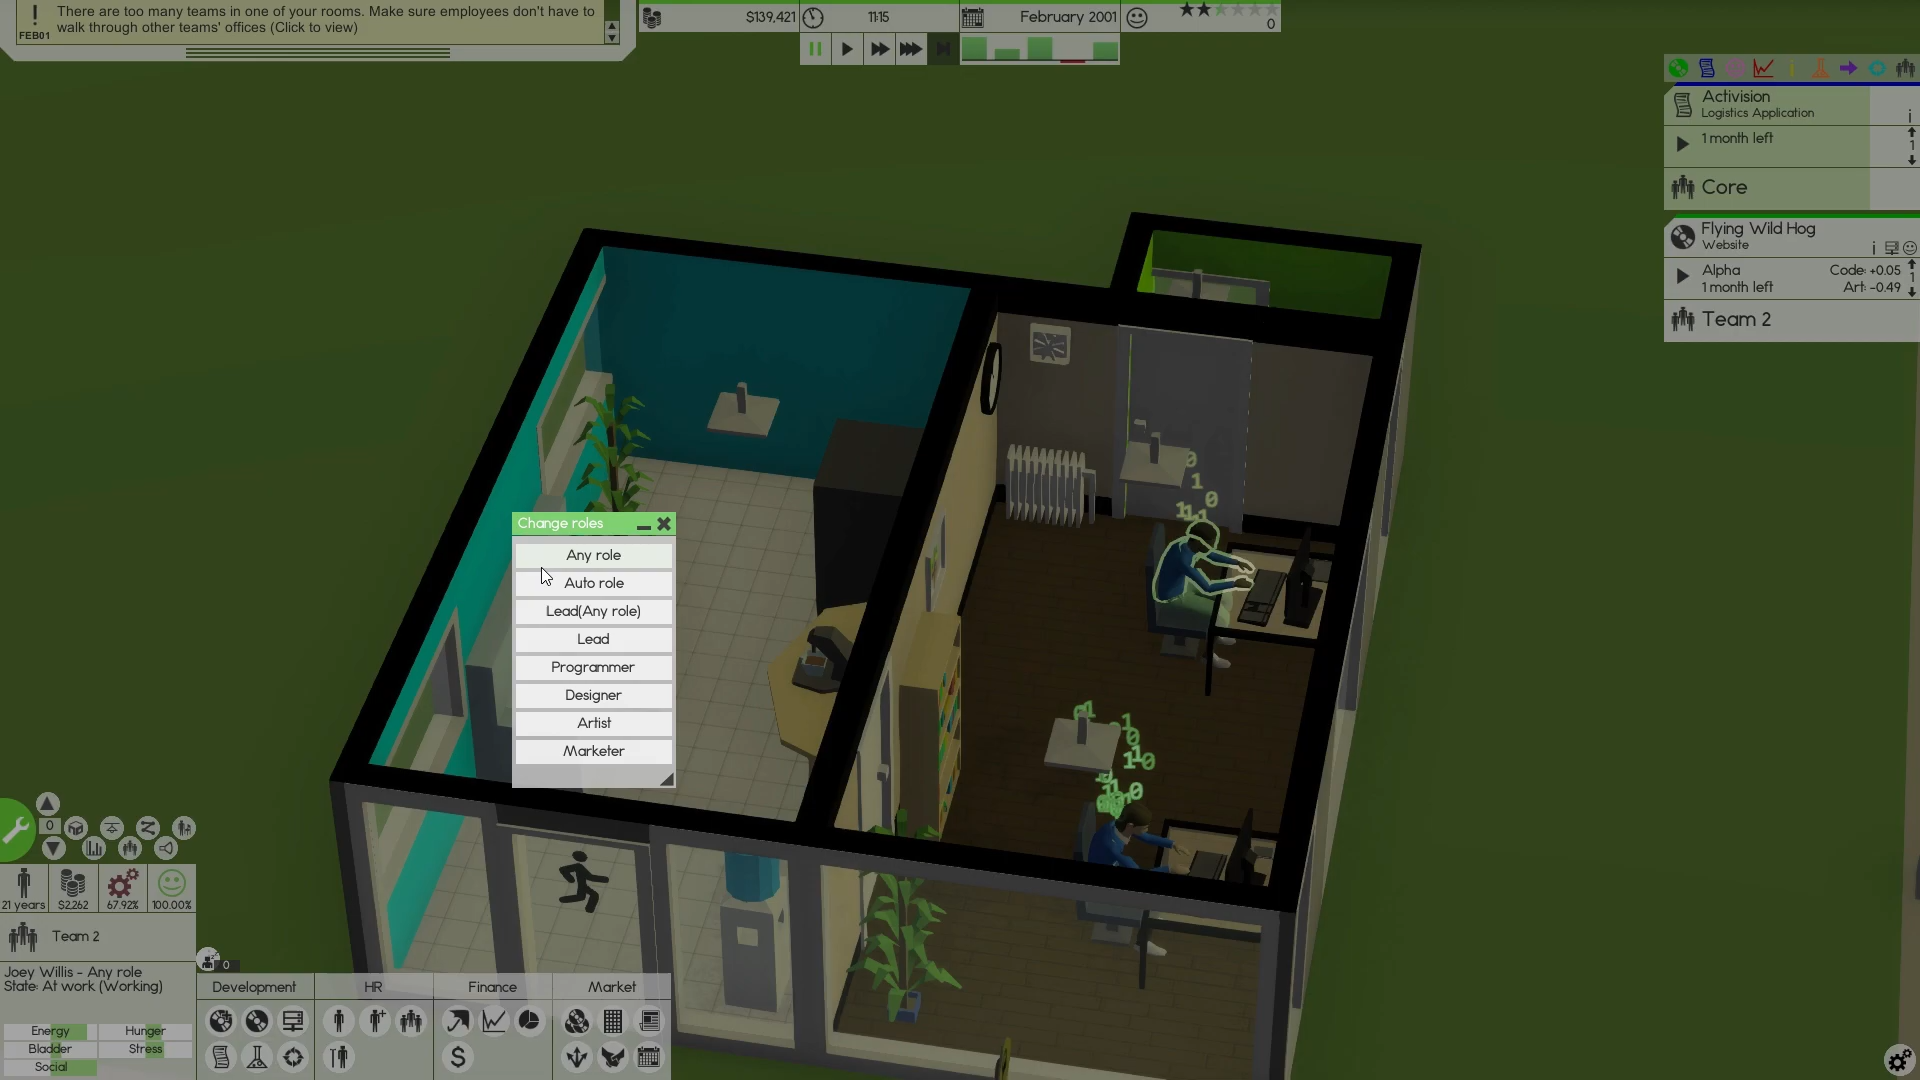 There are too many teams in one of your rooms. Make sure employees don't have to
walk through other teams' offices (Click to view)
FEB01
$139,421
11:15
February 2001
0
Activision
Logistics Application
i
1 month left
1
Core
Flying Wild Hog
Website
i
Alpha
Code: +0.05
1
1 month left
Art: -0.49
Team 2
Change roles
Any role
Auto role
Lead(Any role)
Lead
Programmer
Designer
Artist
Marketer
0
21 years
$2,262
67.92%
100.00%
Team 2
Joey Willis - Any role
State: At work (Working)
Energy
Hunger
Bladder
Stress
Social
0
Development
HR
Finance
Market